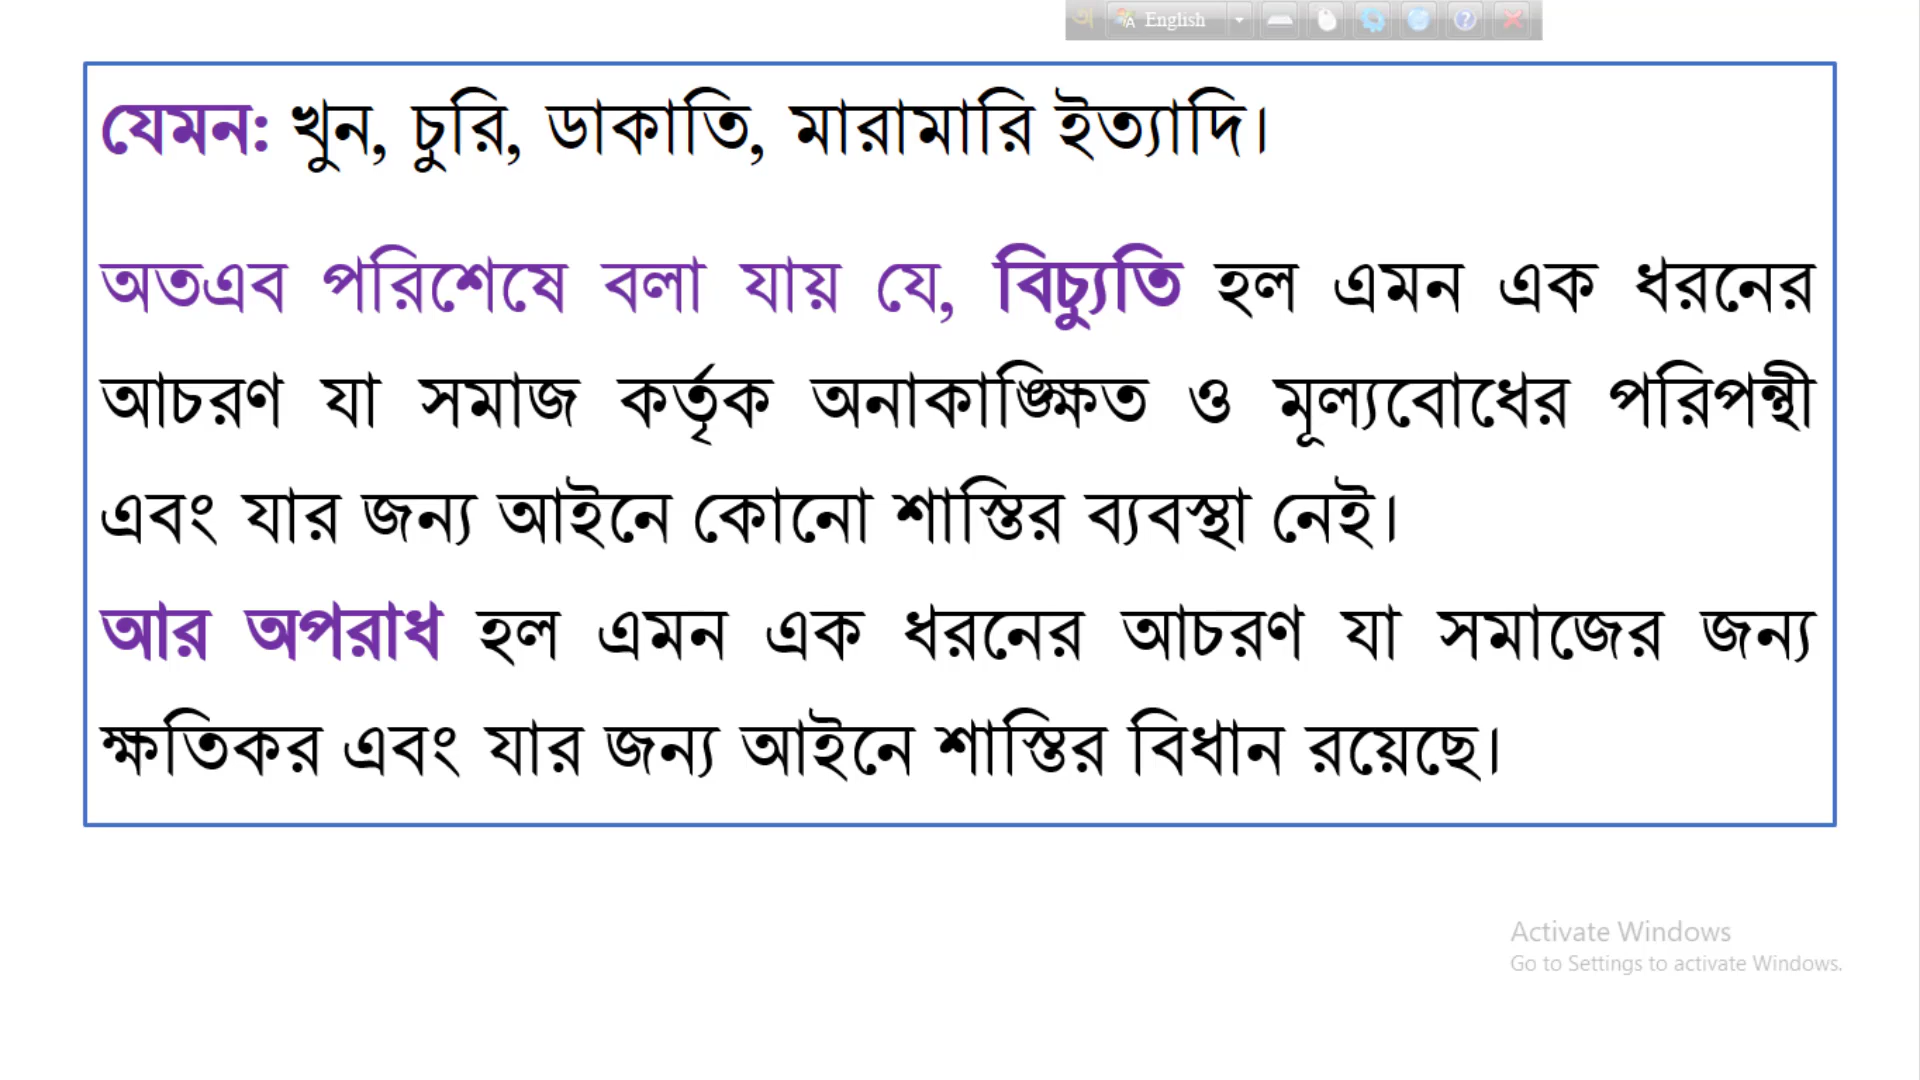 English
যেমন: খুন, চুরি, ডাকাতি, মারামারি ইত্যাদি।
অতএব পরিশেষে বলা যায় যে, বিচ্যুতি হল এমন এক ধরনের
আচরণ যা সমাজ কর্তৃক অনাকাঙ্ক্ষিত ও মূল্যবোধের পরিপন্থী
এবং যার জন্য আইনে কোনো শাস্তির ব্যবস্থা নেই।
আর অপরাধ হল এমন এক ধরনের আচরণ যা সমাজের জন্য
ক্ষতিকর এবং যার জন্য আইনে শাস্তির বিধান রয়েছে।
Activate Windows
Go to Settings to activate Windows.